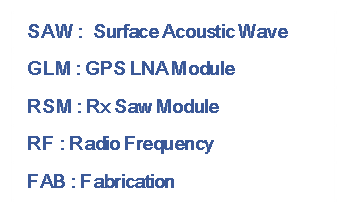 SAW : Surface Acoustic Wave
GLM : GPS LNA Module
RSM : Rx Saw Module
RF : Radio Frequency
FAB : Fabrication